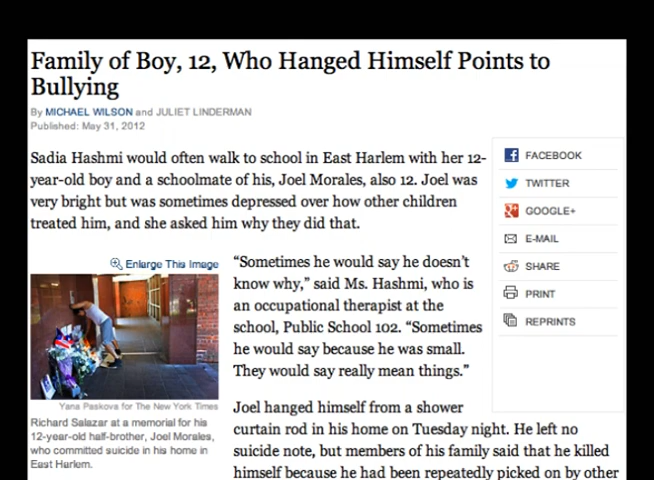 Family of Boy, 12, Who Hanged Himself Points to
Bullying
By MICHAEL WILSON and JULIET LINDERMAN
Published: May 31, 2012
Sadia Hashmi would often walk to school in East Harlem with her 12-
year-old boy and a schoolmate of his, Joel Morales, also 12. Joel was
very bright but was sometimes depressed over how other children
treated him, and she asked him why they did that.
FACEBOOK
TWITTER
GOOGLE+
E-MAIL
SHARE
PRINT
REPRINTS
Enlarge This Image
Yana Paskova for The New York Times
Richard Salazar at a memorial for his
12-year-old half-brother, Joel Morales,
who committed suicide in his home in
East Harlem.
“Sometimes he would say he doesn’t
know why,” said Ms. Hashmi, who is
an occupational therapist at the
school, Public School 102. “Sometimes
he would say because he was small.
They would say really mean things.”
Joel hanged himself from a shower
curtain rod in his home on Tuesday night. He left no
suicide note, but members of his family said that he killed
himself because he had been repeatedly picked on by other